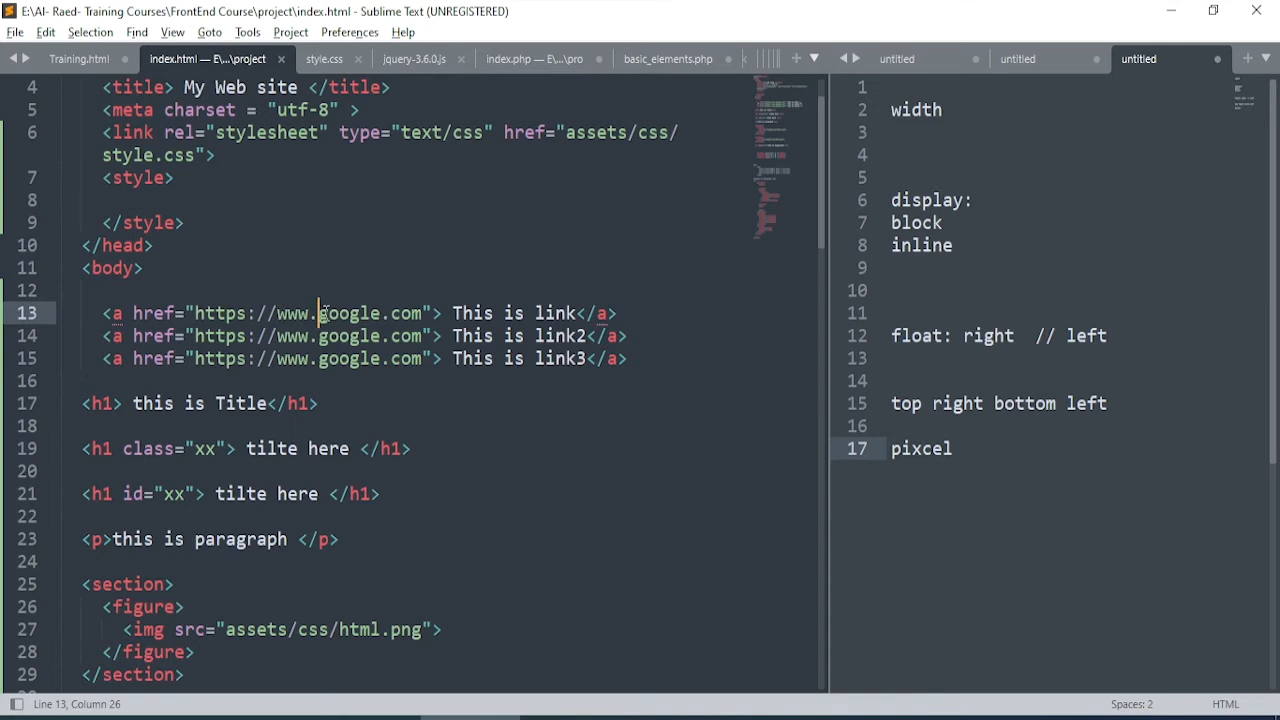 E:\Al- Raed- Training Courses\FrontEnd Course\project\index.html - Sublime Text (UNREGISTERED)
File Edit Selection Find View Goto Tools Project Preferences Help
Training.html index.html — E:\...\project style.css jquery-3.6.0.js index.php — E:\...\pro basic_elements.php untitled untitled untitled
4 <title> My Web site </title>
5 <meta charset = "utf-8" >
6 <link rel="stylesheet" type="text/css" href="assets/css/
style.css">
7 <style>
8
9 </style>
10 </head>
11 <body>
12
13 <a href="https://www.google.com"> This is link</a>
14 <a href="https://www.google.com"> This is link2</a>
15 <a href="https://www.google.com"> This is link3</a>
16
17 <h1> this is Title</h1>
18
19 <h1 class="xx"> tilte here </h1>
20
21 <h1 id="xx"> tilte here </h1>
22
23 <p>this is paragraph </p>
24
25 <section>
26 <figure>
27 <img src="assets/css/html.png">
28 </figure>
29 </section>
1
2 width
3
4
5
6 display:
7 block
8 inline
9
10
11
12 float: right // left
13
14
15 top right bottom left
16
17 pixcel
Line 13, Column 26 Spaces: 2 HTML